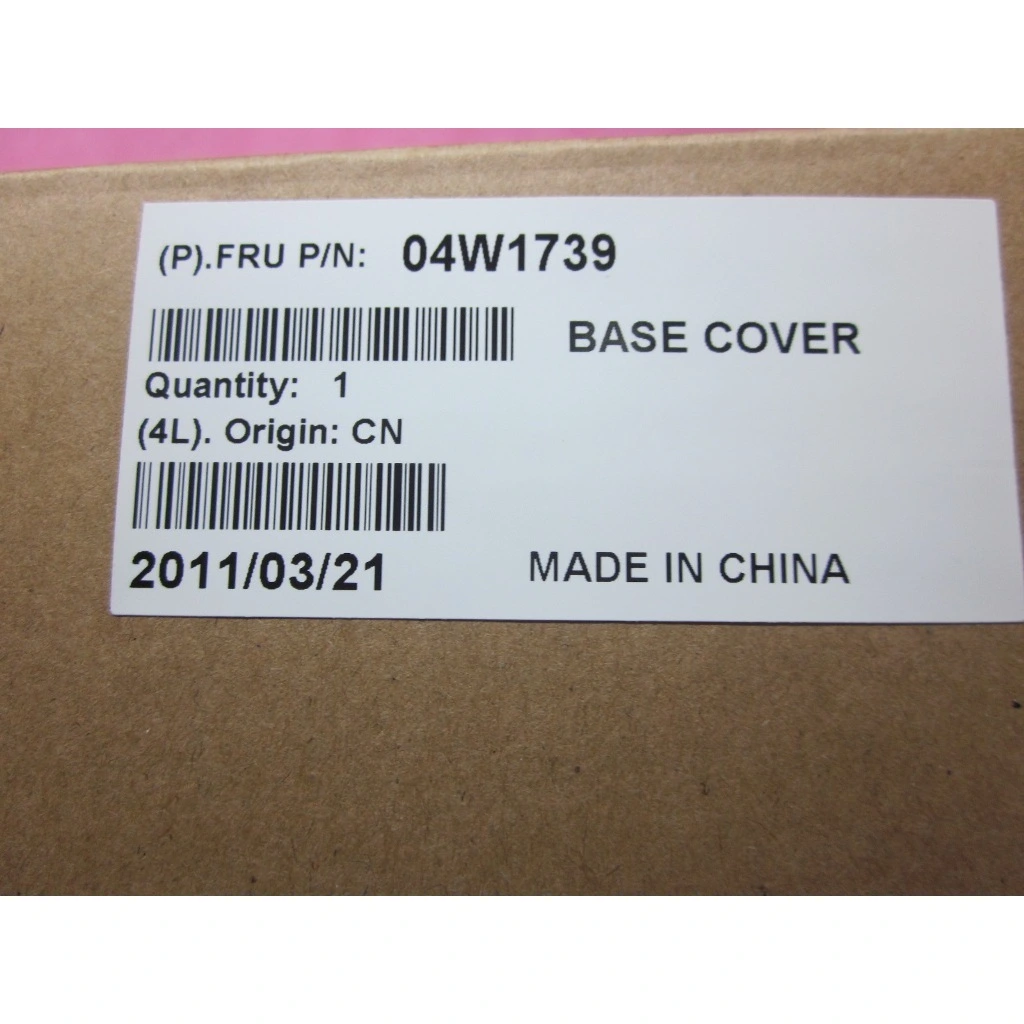 (P).FRU P/N: 04W1739
BASE COVER
Quantity: 1
(4L). Origin: CN
2011/03/21
MADE IN CHINA